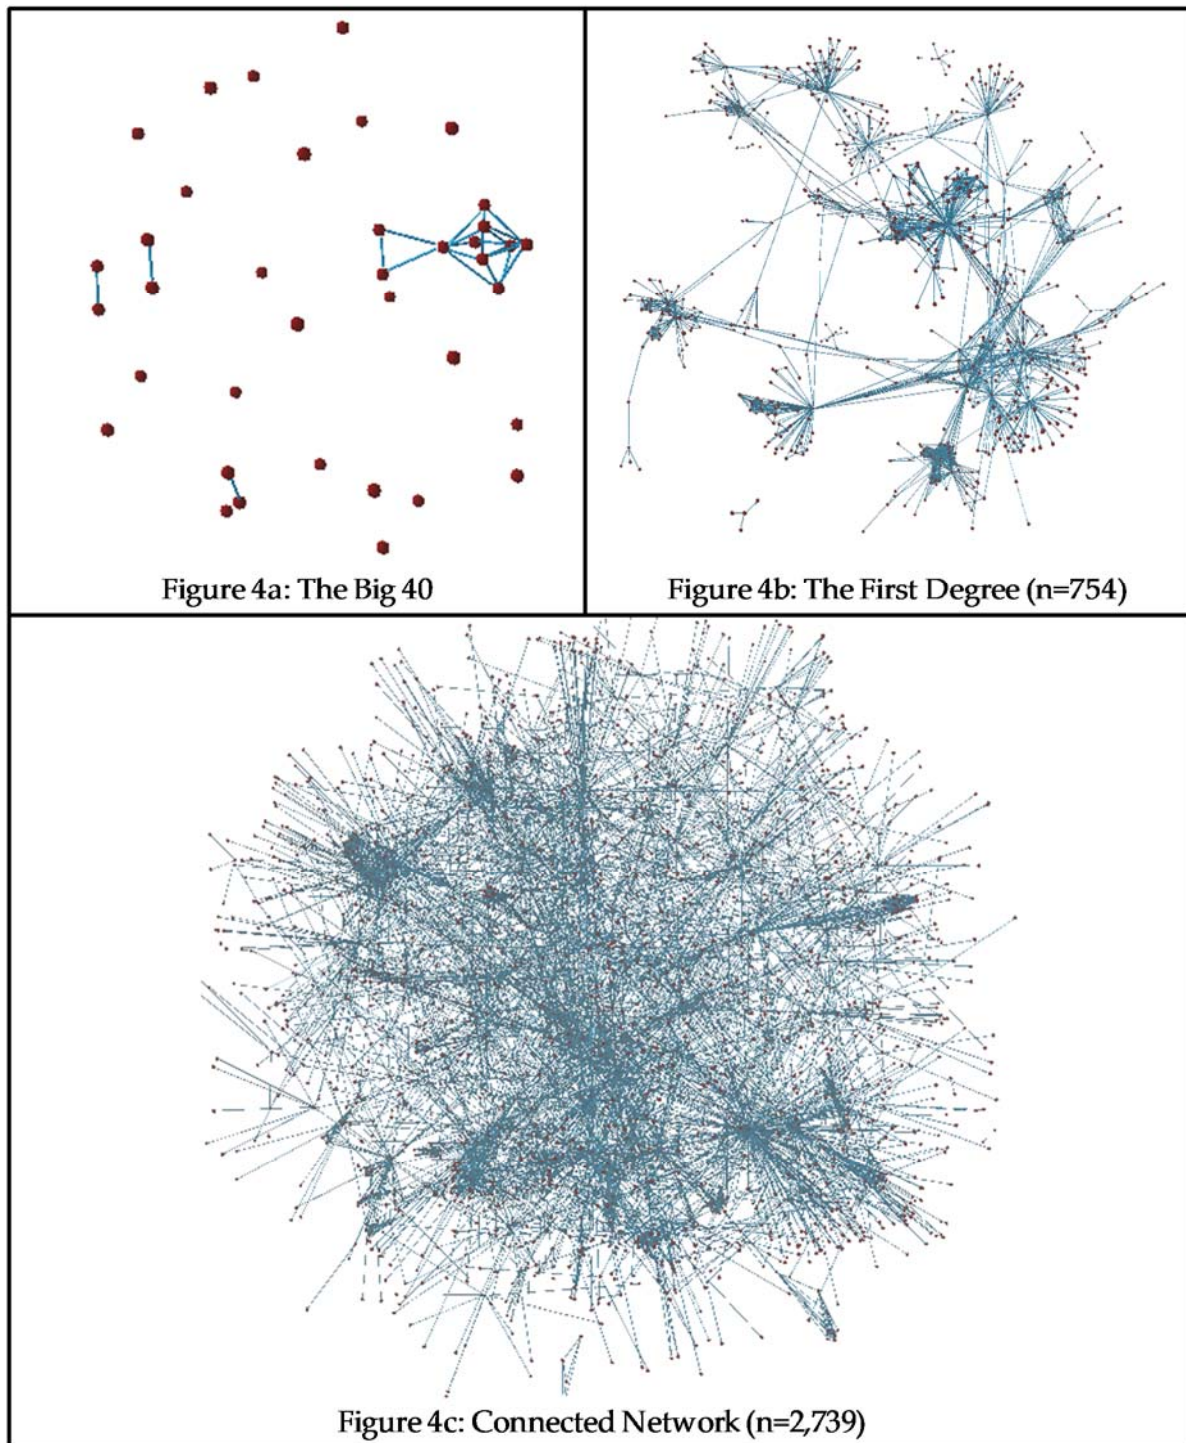 Figure 4a: The Big 40
Figure 4b: The First Degree (n=754)
Figure 4c: Connected Network (n=2,739)